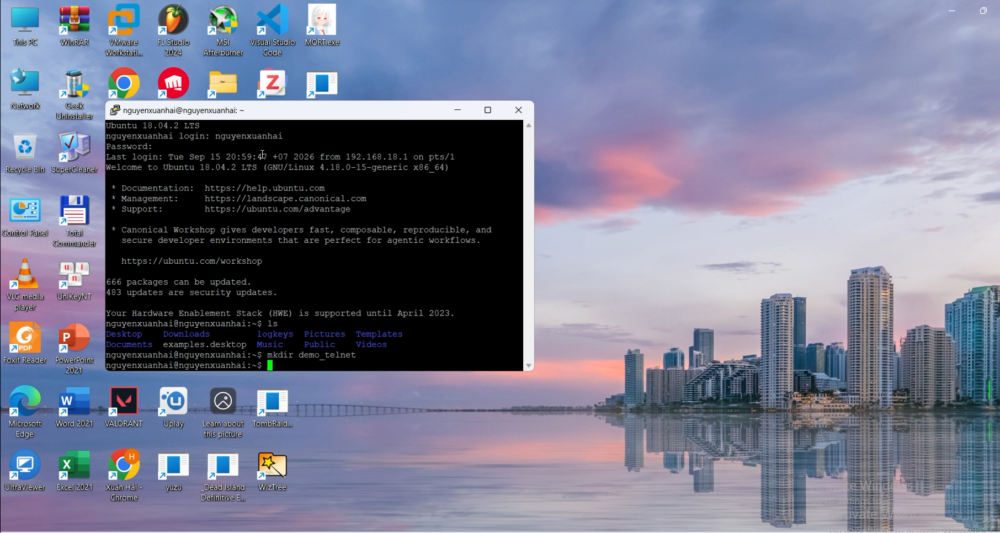 This PC
WinRAR
VMware Workstati...
FL Studio 2024
MSI Afterburner
Visual Studio Code
MORT.exe
Network
Geek Uninstaller
Recycle Bin
SuperCleaner
Control Panel
Total Commander
VLC media player
UniKeyNT
Foxit Reader
PowerPoint 2021
nguyenxuanhai@nguyenxuanhai: ~
Ubuntu 18.04.2 LTS
nguyenxuanhai login: nguyenxuanhai
Password:
Last login: Tue Sep 15 20:59:47 +07 2026 from 192.168.18.1 on pts/1
Welcome to Ubuntu 18.04.2 LTS (GNU/Linux 4.18.0-15-generic x86_64)
* Documentation:  https://help.ubuntu.com
* Management:     https://landscape.canonical.com
* Support:        https://ubuntu.com/advantage
* Canonical Workshop gives developers fast, composable, reproducible, and
secure developer environments that are perfect for agentic workflows.
https://ubuntu.com/workshop
666 packages can be updated.
483 updates are security updates.
Your Hardware Enablement Stack (HWE) is supported until April 2023.
nguyenxuanhai@nguyenxuanhai:~$ ls
Desktop    Downloads         logkeys  Pictures  Templates
Documents  examples.desktop  Music    Public    Videos
nguyenxuanhai@nguyenxuanhai:~$ mkdir demo_telnet
nguyenxuanhai@nguyenxuanhai:~$
Microsoft Edge
Word 2021
VALORANT
Uplay
Learn about this picture
TombRaid...
UltraViewer
Excel 2021
Xuân Hải - Chrome
yuzu
_Dead Island Definitive E...
WizTree